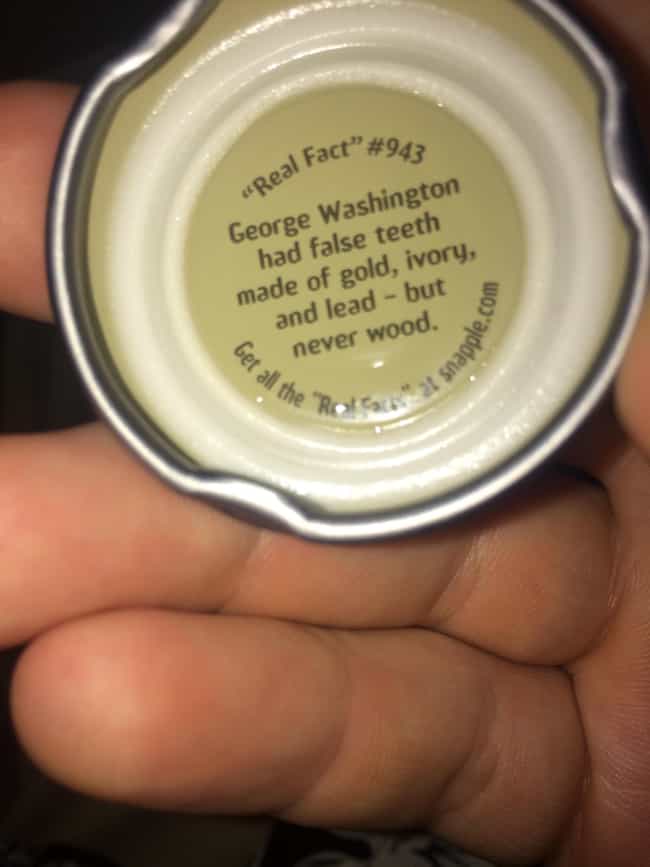 “Real Fact” #943
George Washington
had false teeth
made of gold, ivory,
and lead – but
never wood.
Get all the "Real Facts" at snapple.com